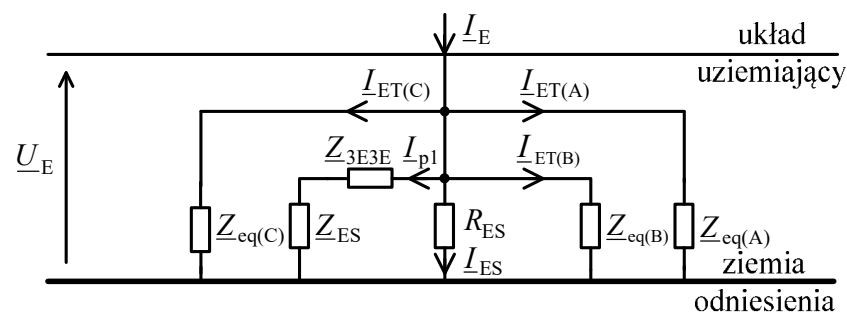 I_E
układ
uziemiający
I_ET(C)
I_ET(A)
U_E
Z_3E3E
I_p1
I_ET(B)
Z_eq(C)
Z_ES
R_ES
Z_eq(B)
Z_eq(A)
I_ES
ziemia
odniesienia